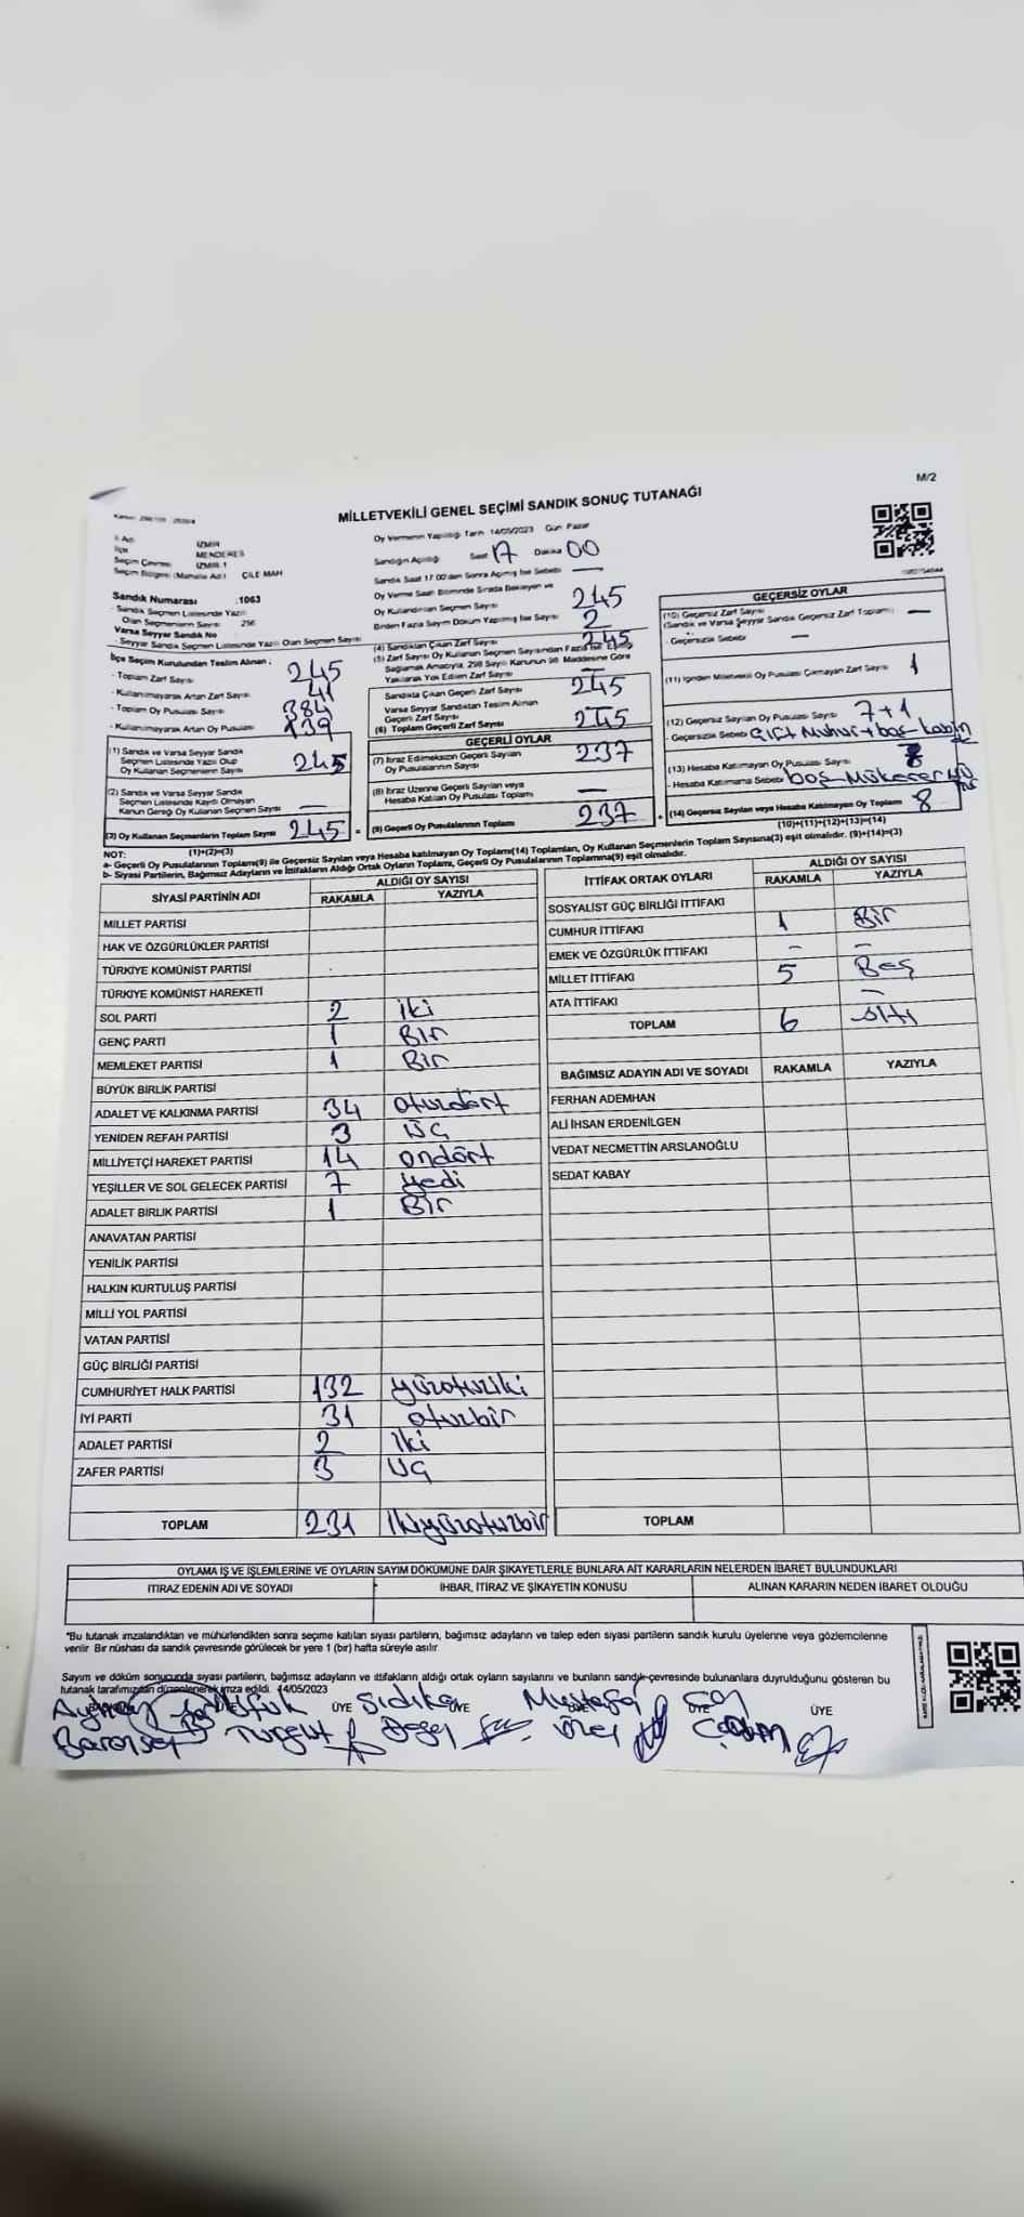 M/2
MİLLETVEKİLİ GENEL SEÇİMİ SANDIK SONUÇ TUTANAĞI
İl Adı İZMİR
İlçe MENDERES
Seçim Çevresi İZMİR 1
Seçim Bölgesi (Mahalle Adı) ÇİLE MAH
Oy Vermenin Yapıldığı Tarih 14/05/2023 Gün Pazar
Sandığın Açıldığı Saat 17 Dakika 00
Sandık Saat 17 00'den Sonra Açılmış İse Sebebi —
Oy Verme Saati Bitiminde Sırada Bekleyen ve
Oy Kullandırılan Seçmen Sayısı 245
Birden Fazla Sayım Döküm Yapılmış İse Sayısı 2
Sandık Numarası :1063
- Sandık Seçmen Listesinde Yazılı
Olan Seçmenlerin Sayısı 256
Varsa Seyyar Sandık No
- Seyyar Sandık Seçmen Listesinde Yazılı Olan Seçmen Sayısı
İlçe Seçim Kurulundan Teslim Alınan ;
- Toplam Zarf Sayısı 245
- Kullanılmayarak Artan Zarf Sayısı 41
- Toplam Oy Pusulası Sayısı 384
- Kullanılmayarak Artan Oy Pusulası 139
(1) Sandık ve Varsa Seyyar Sandık
Seçmen Listesinde Yazılı Olup
Oy Kullanan Seçmenlerin Sayısı 245
(2) Sandık ve Varsa Seyyar Sandık
Seçmen Listesinde Kayıtlı Olmayan
Kanun Gereği Oy Kullanan Seçmen Sayısı —
(3) Oy Kullanan Seçmenlerin Toplam Sayısı 245
(1)+(2)=(3)
(4) Sandıktan Çıkan Zarf Sayısı 245
(5) Zarf Sayısı Oy Kullanan Seçmen Sayısından Fazla İse, Eşitliği
Sağlamak Amacıyla, 298 Sayılı Kanunun 98. Maddesine Göre
Yakılarak Yok Edilen Zarf Sayısı —
Sandıkta Çıkan Geçerli Zarf Sayısı 245
Varsa Seyyar Sandıktan Teslim Alınan
Geçerli Zarf Sayısı
(6) Toplam Geçerli Zarf Sayısı 245
GEÇERLİ OYLAR
(7) İtiraz Edilmeksizin Geçerli Sayılan
Oy Pusulalarının Sayısı 237
(8) İtiraz Üzerine Geçerli Sayılan veya
Hesaba Katılan Oy Pusulası Toplamı —
(9) Geçerli Oy Pusulalarının Toplamı 237
GEÇERSİZ OYLAR
(10) Geçersiz Zarf Sayısı
(Sandık ve Varsa Seyyar Sandık Geçersiz Zarf Toplamı) —
- Geçersizlik Sebebi —
(11) İçinden Milletvekili Oy Pusulası Çıkmayan Zarf Sayısı 1
(12) Geçersiz Sayılan Oy Pusulası Sayısı 7+1
- Geçersizlik Sebebi Çift Mühür + boş
(13) Hesaba Katılmayan Oy Pusulası Sayısı
- Hesaba Katılmama Sebebi boş
(14) Geçersiz Sayılan veya Hesaba Katılmayan Oy Toplamı 8
(10)+(11)+(12)+(13)=(14)
NOT:
a- Geçerli Oy Pusulalarının Toplamı(9) ile Geçersiz Sayılan veya Hesaba katılmayan Oy Toplamı(14) Toplamları, Oy Kullanan Seçmenlerin Toplam Sayısına(3) eşit olmalıdır. (9)+(14)=(3)
b- Siyasi Partilerin, Bağımsız Adayların ve İttifakların Aldığı Ortak Oyların Toplamı, Geçerli Oy Pusulalarının Toplamına(9) eşit olmalıdır.
SİYASİ PARTİNİN ADI ALDIĞI OY SAYISI
RAKAMLA YAZIYLA
MİLLET PARTİSİ
HAK VE ÖZGÜRLÜKLER PARTİSİ
TÜRKİYE KOMÜNİST PARTİSİ
TÜRKİYE KOMÜNİST HAREKETİ
SOL PARTİ 2 iki
GENÇ PARTİ 1 Bir
MEMLEKET PARTİSİ 1 Bir
BÜYÜK BİRLİK PARTİSİ
ADALET VE KALKINMA PARTİSİ 34 oturdört
YENİDEN REFAH PARTİSİ 3 üç
MİLLİYETÇİ HAREKET PARTİSİ 14 ondört
YEŞİLLER VE SOL GELECEK PARTİSİ 7 yedi
ADALET BİRLİK PARTİSİ 1 Bir
ANAVATAN PARTİSİ
YENİLİK PARTİSİ
HALKIN KURTULUŞ PARTİSİ
MİLLİ YOL PARTİSİ
VATAN PARTİSİ
GÜÇ BİRLİĞİ PARTİSİ
CUMHURİYET HALK PARTİSİ 132 yüzoturiki
İYİ PARTİ 31 oturbir
ADALET PARTİSİ 2 iki
ZAFER PARTİSİ 3 üç
TOPLAM 231 ikiyüzoturbir
İTTİFAK ORTAK OYLARI ALDIĞI OY SAYISI
RAKAMLA YAZIYLA
SOSYALİST GÜÇ BİRLİĞİ İTTİFAKI
CUMHUR İTTİFAKI 1 Bir
EMEK VE ÖZGÜRLÜK İTTİFAKI – –
MİLLET İTTİFAKI 5 Beş
ATA İTTİFAKI –
TOPLAM 6 altı
BAĞIMSIZ ADAYIN ADI VE SOYADI RAKAMLA YAZIYLA
FERHAN ADEMHAN
ALİ İHSAN ERDENİLGEN
VEDAT NECMETTİN ARSLANOĞLU
SEDAT KABAY
TOPLAM
OYLAMA İŞ VE İŞLEMLERİNE VE OYLARIN SAYIM DÖKÜMÜNE DAİR ŞİKAYETLERLE BUNLARA AİT KARARLARIN NELERDEN İBARET BULUNDUKLARI
İTİRAZ EDENİN ADI VE SOYADI İHBAR, İTİRAZ VE ŞİKAYETİN KONUSU ALINAN KARARIN NEDEN İBARET OLDUĞU
*Bu tutanak imzalandıktan ve mühürlendikten sonra seçime katılan siyasi partilerin, bağımsız adayların ve talep eden siyasi partilerin sandık kurulu üyelerine veya gözlemcilerine
verilir. Bir nüshası da sandık çevresinde görülecek bir yere 1 (bir) hafta süreyle asılır.
Sayım ve döküm sonucunda siyasi partilerin, bağımsız adayların ve ittifakların aldığı ortak oyların sayılarını ve bunların sandık çevresinde bulunanlara duyrulduğunu gösteren bu
tutanak tarafımızdan düzenlenerek imza edildi. 14/05/2023
ÜYE Sıdıka ÜYE Mustafa ÜYE ÜYE
Turgut